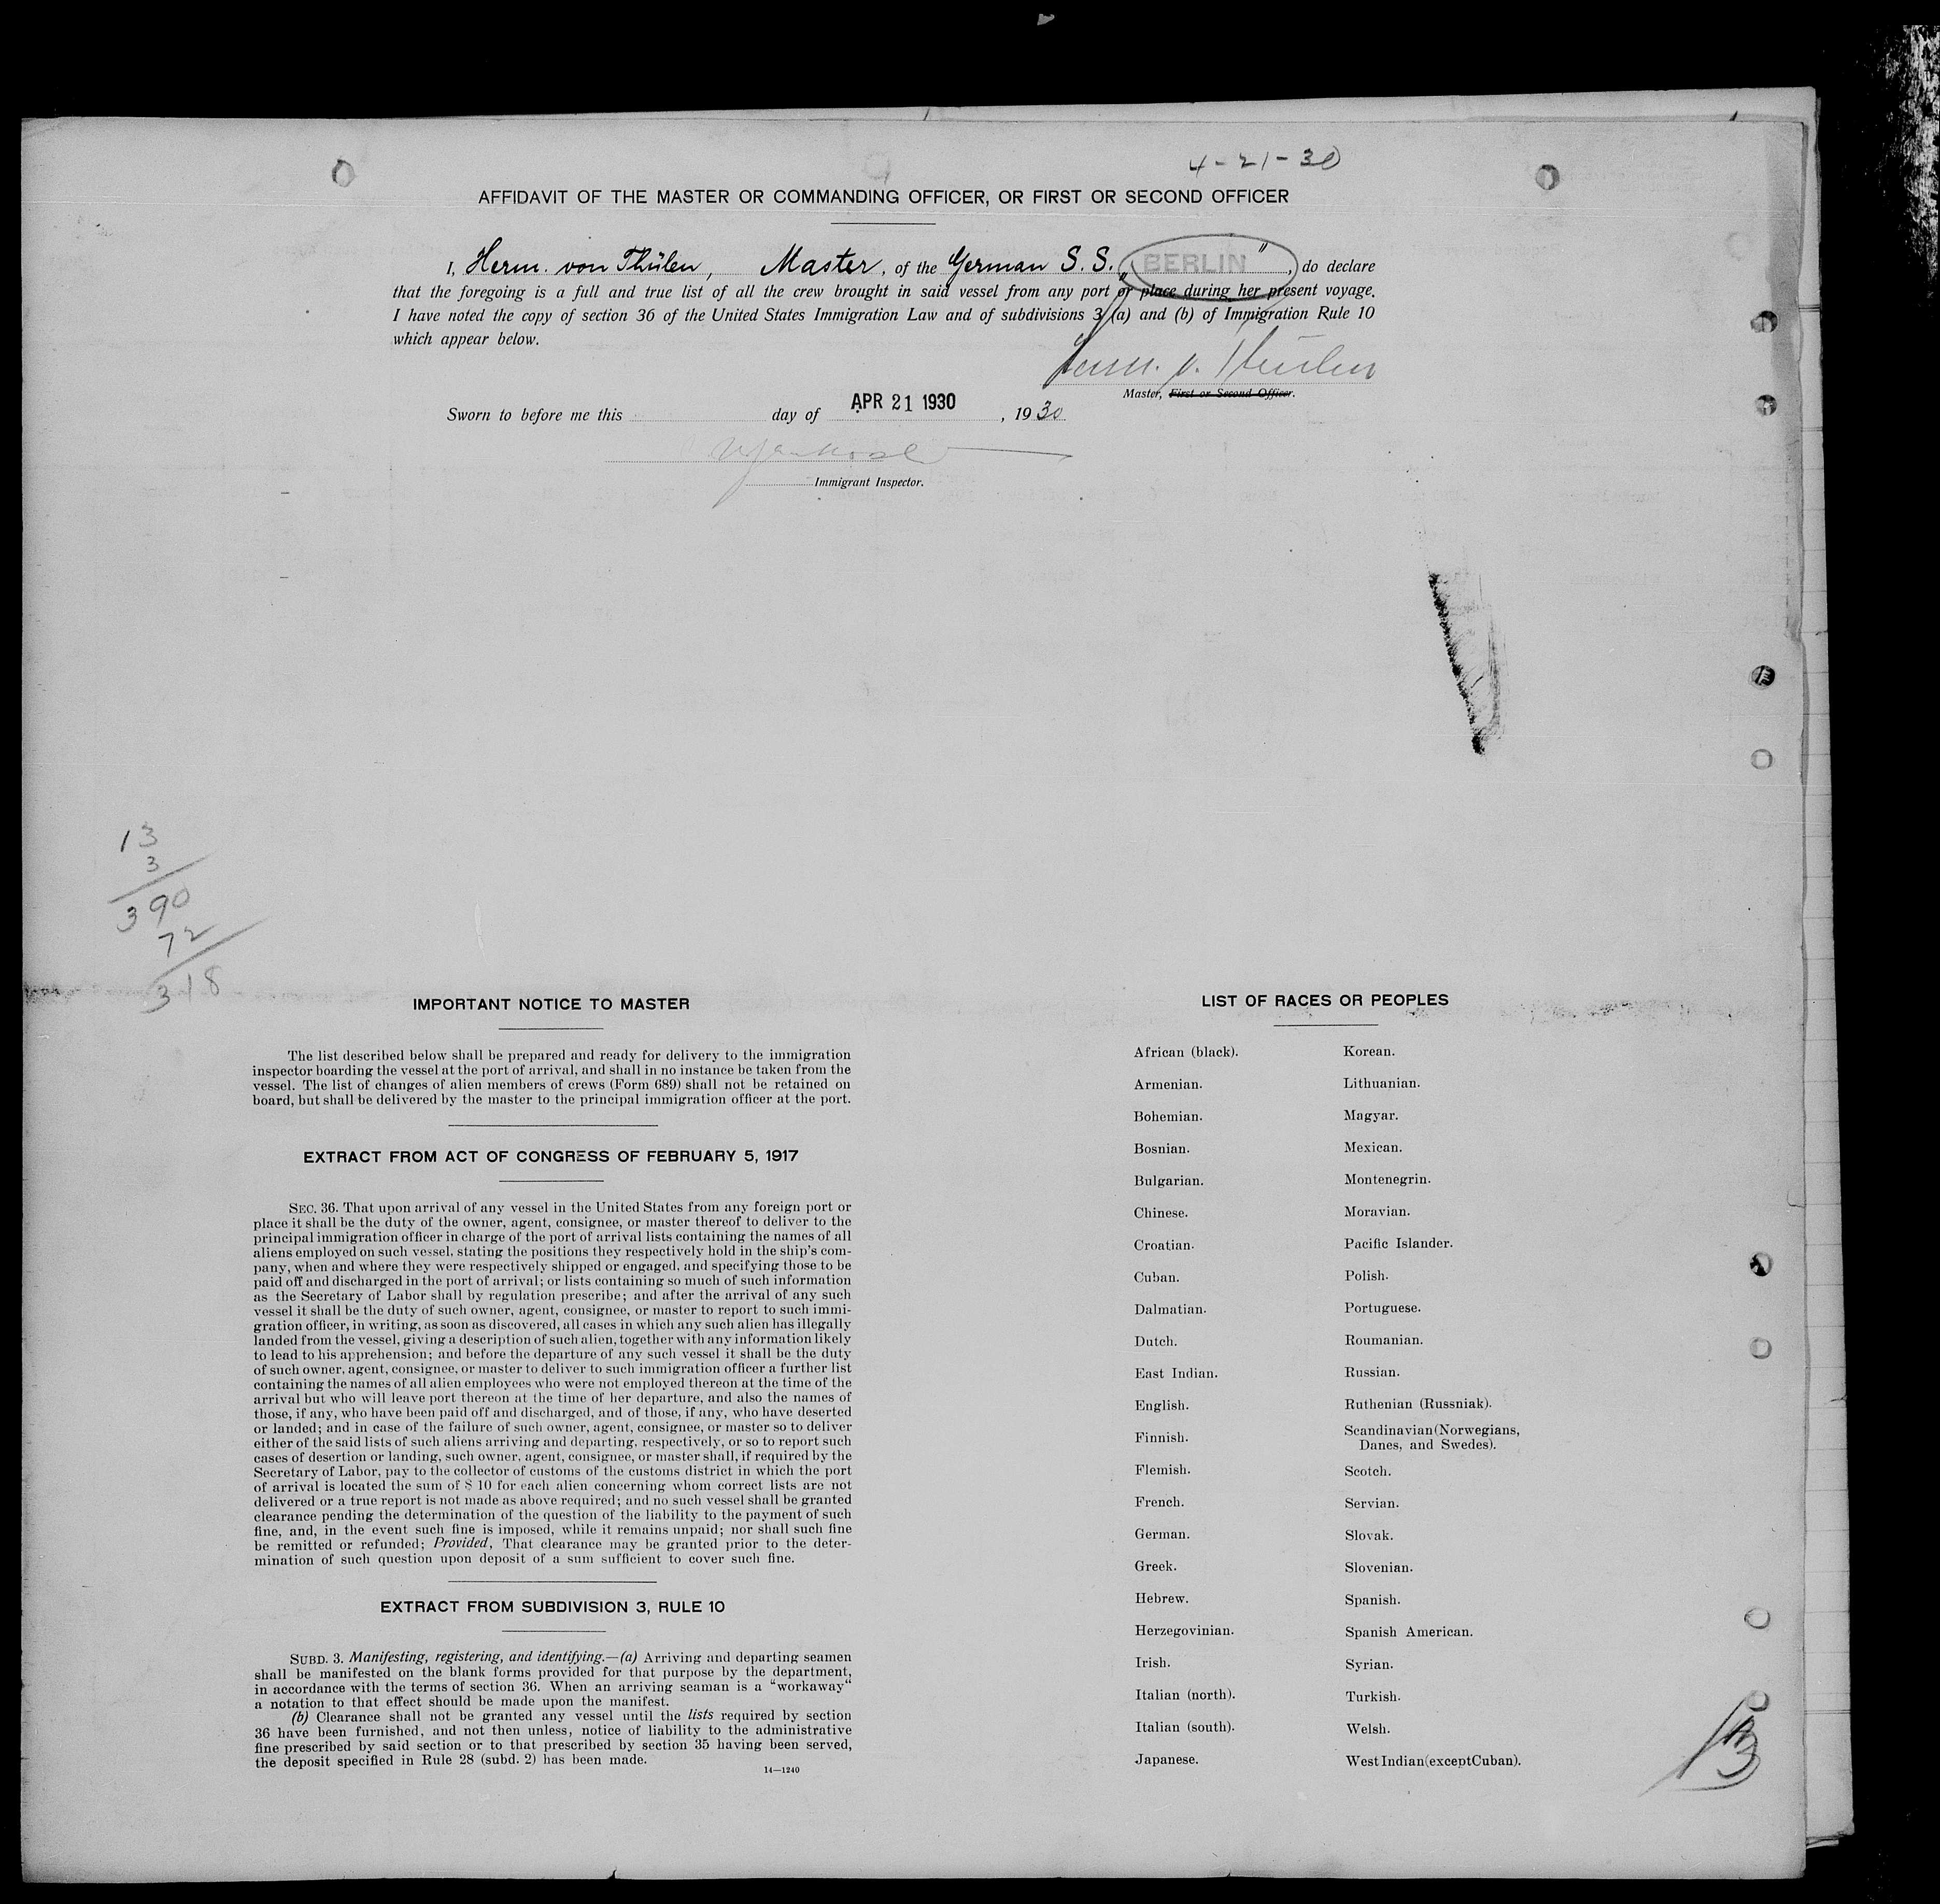 4-21-30
AFFIDAVIT OF THE MASTER OR COMMANDING OFFICER, OR FIRST OR SECOND OFFICER
I, Herm. von Thülen, Master, of the German S. S. „BERLIN", do declare
that the foregoing is a full and true list of all the crew brought in said vessel from any port or place during her present voyage.
I have noted the copy of section 36 of the United States Immigration Law and of subdivisions 3 (a) and (b) of Immigration Rule 10
which appear below.
Herm. v. Thülen
Master, First or Second Officer.
Sworn to before me this day of APR 21 1930, 1930
Immigrant Inspector.
13
3
390
72
318
IMPORTANT NOTICE TO MASTER
The list described below shall be prepared and ready for delivery to the immigration
inspector boarding the vessel at the port of arrival, and shall in no instance be taken from the
vessel. The list of changes of alien members of crews (Form 689) shall not be retained on
board, but shall be delivered by the master to the principal immigration officer at the port.
EXTRACT FROM ACT OF CONGRESS OF FEBRUARY 5, 1917
SEC. 36. That upon arrival of any vessel in the United States from any foreign port or
place it shall be the duty of the owner, agent, consignee, or master thereof to deliver to the
principal immigration officer in charge of the port of arrival lists containing the names of all
aliens employed on such vessel, stating the positions they respectively hold in the ship's com-
pany, when and where they were respectively shipped or engaged, and specifying those to be
paid off and discharged in the port of arrival; or lists containing so much of such information
as the Secretary of Labor shall by regulation prescribe; and after the arrival of any such
vessel it shall be the duty of such owner, agent, consignee, or master to report to such immi-
gration officer, in writing, as soon as discovered, all cases in which any such alien has illegally
landed from the vessel, giving a description of such alien, together with any information likely
to lead to his apprehension; and before the departure of any such vessel it shall be the duty
of such owner, agent, consignee, or master to deliver to such immigration officer a further list
containing the names of all alien employees who were not employed thereon at the time of the
arrival but who will leave port thereon at the time of her departure, and also the names of
those, if any, who have been paid off and discharged, and of those, if any, who have deserted
or landed; and in case of the failure of such owner, agent, consignee, or master so to deliver
either of the said lists of such aliens arriving and departing, respectively, or so to report such
cases of desertion or landing, such owner, agent, consignee, or master shall, if required by the
Secretary of Labor, pay to the collector of customs of the customs district in which the port
of arrival is located the sum of $ 10 for each alien concerning whom correct lists are not
delivered or a true report is not made as above required; and no such vessel shall be granted
clearance pending the determination of the question of the liability to the payment of such
fine, and, in the event such fine is imposed, while it remains unpaid; nor shall such fine
be remitted or refunded; Provided, That clearance may be granted prior to the deter-
mination of such question upon deposit of a sum sufficient to cover such fine.
EXTRACT FROM SUBDIVISION 3, RULE 10
SUBD. 3. Manifesting, registering, and identifying.—(a) Arriving and departing seamen
shall be manifested on the blank forms provided for that purpose by the department,
in accordance with the terms of section 36. When an arriving seaman is a "workaway"
a notation to that effect should be made upon the manifest.
(b) Clearance shall not be granted any vessel until the lists required by section
36 have been furnished, and not then unless, notice of liability to the administrative
fine prescribed by said section or to that prescribed by section 35 having been served,
the deposit specified in Rule 28 (subd. 2) has been made.
14—1240
LIST OF RACES OR PEOPLES
African (black).
Armenian.
Bohemian.
Bosnian.
Bulgarian.
Chinese.
Croatian.
Cuban.
Dalmatian.
Dutch.
East Indian.
English.
Finnish.
Flemish.
French.
German.
Greek.
Hebrew.
Herzegovinian.
Irish.
Italian (north).
Italian (south).
Japanese.
Korean.
Lithuanian.
Magyar.
Mexican.
Montenegrin.
Moravian.
Pacific Islander.
Polish.
Portuguese.
Roumanian.
Russian.
Ruthenian (Russniak).
Scandinavian (Norwegians,
Danes, and Swedes).
Scotch.
Servian.
Slovak.
Slovenian.
Spanish.
Spanish American.
Syrian.
Turkish.
Welsh.
West Indian (except Cuban).